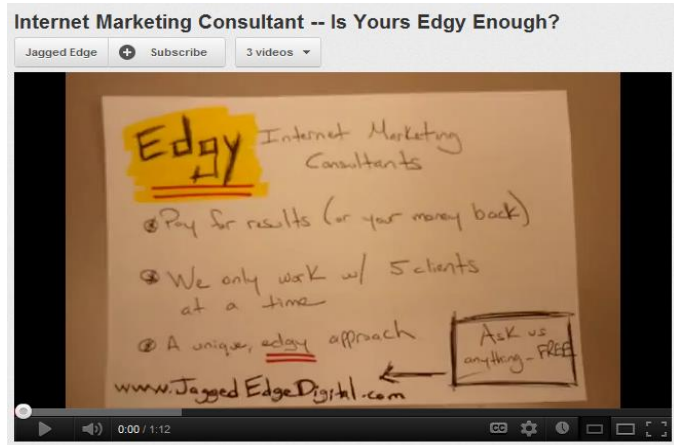 Internet Marketing Consultant -- Is Yours Edgy Enough?
Jagged Edge
Subscribe
3 videos
Edgy Internet Marketing
Consultants
Pay for results (or your money back)
We only work w/ 5 clients
at a time
A unique, edgy approach
Ask us
anything - FREE
www.JaggedEdgeDigital.com
0:00 / 1:12
CC